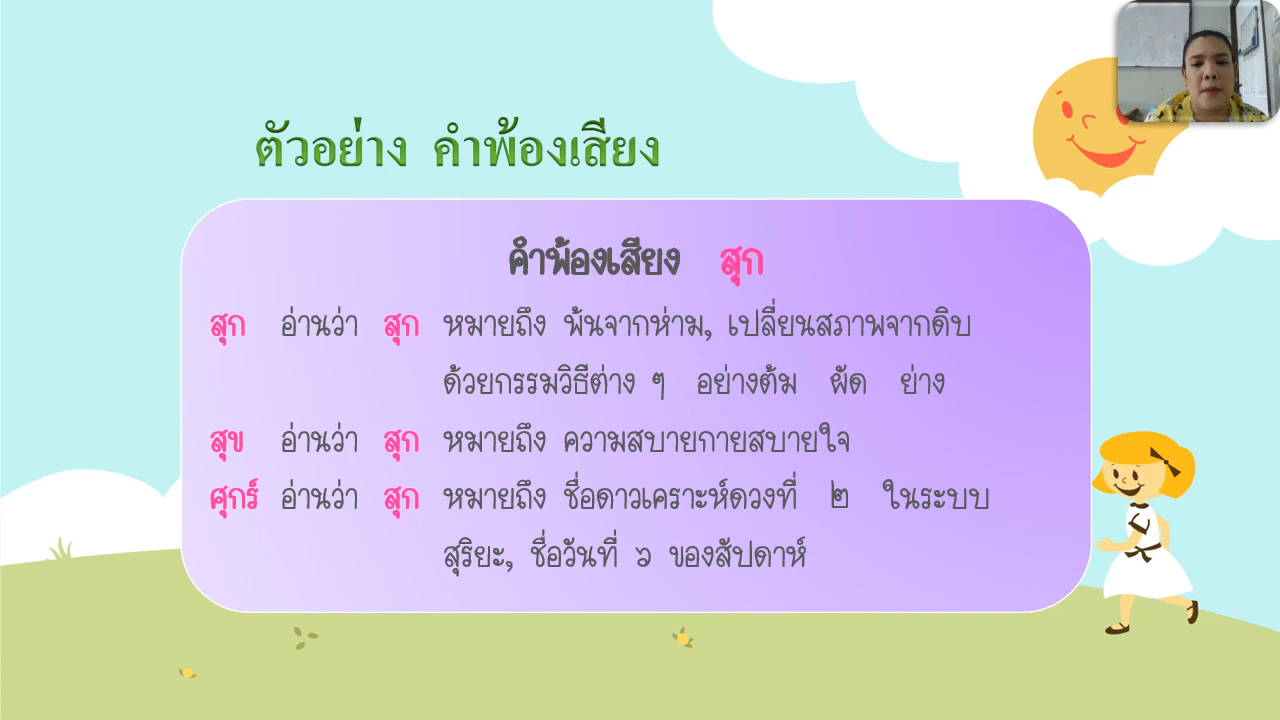 ตัวอย่าง คำพ้องเสียง
คำพ้องเสียง สุก
สุก อ่านว่า สุก หมายถึง พ้นจากห่าม, เปลี่ยนสภาพจากดิบ
ด้วยกรรมวิธีต่าง ๆ อย่างต้ม ผัด ย่าง
สุข อ่านว่า สุก หมายถึง ความสบายกายสบายใจ
ศุกร์ อ่านว่า สุก หมายถึง ชื่อดาวเคราะห์ดวงที่ ๒ ในระบบ
สุริยะ, ชื่อวันที่ ๖ ของสัปดาห์